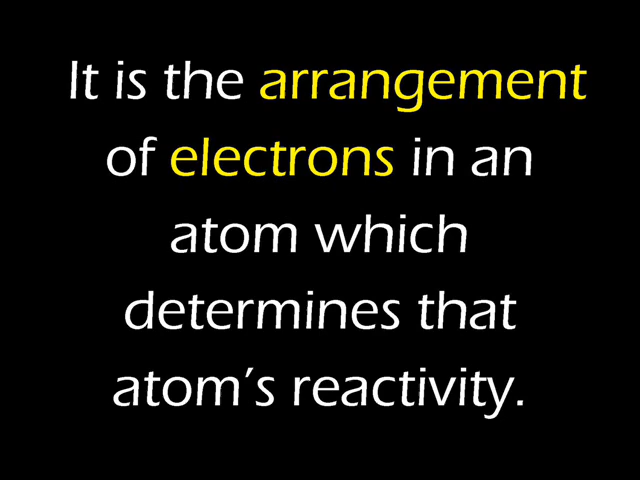 It is the arrangement
of electrons in an
atom which
determines that
atom’s reactivity.